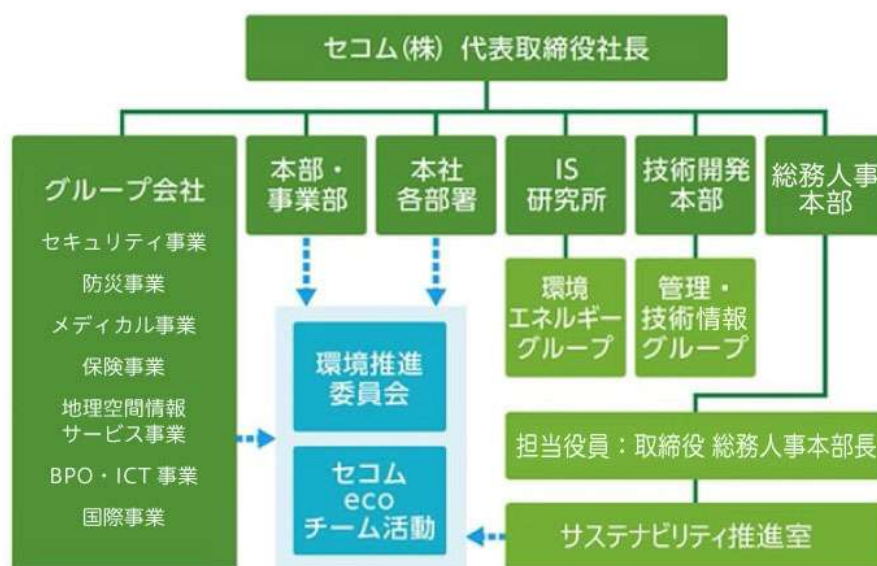 セコム(株) 代表取締役社長
グループ会社
セキュリティ事業
防災事業
メディカル事業
保険事業
地理空間情報
サービス事業
BPO・ICT 事業
国際事業
本部・
事業部
本社
各部署
IS
研究所
技術開発
本部
総務人事
本部
環境
エネルギー
グループ
管理・
技術情報
グループ
環境推進
委員会
セコム
eco
チーム活動
担当役員：取締役 総務人事本部長
サステナビリティ推進室